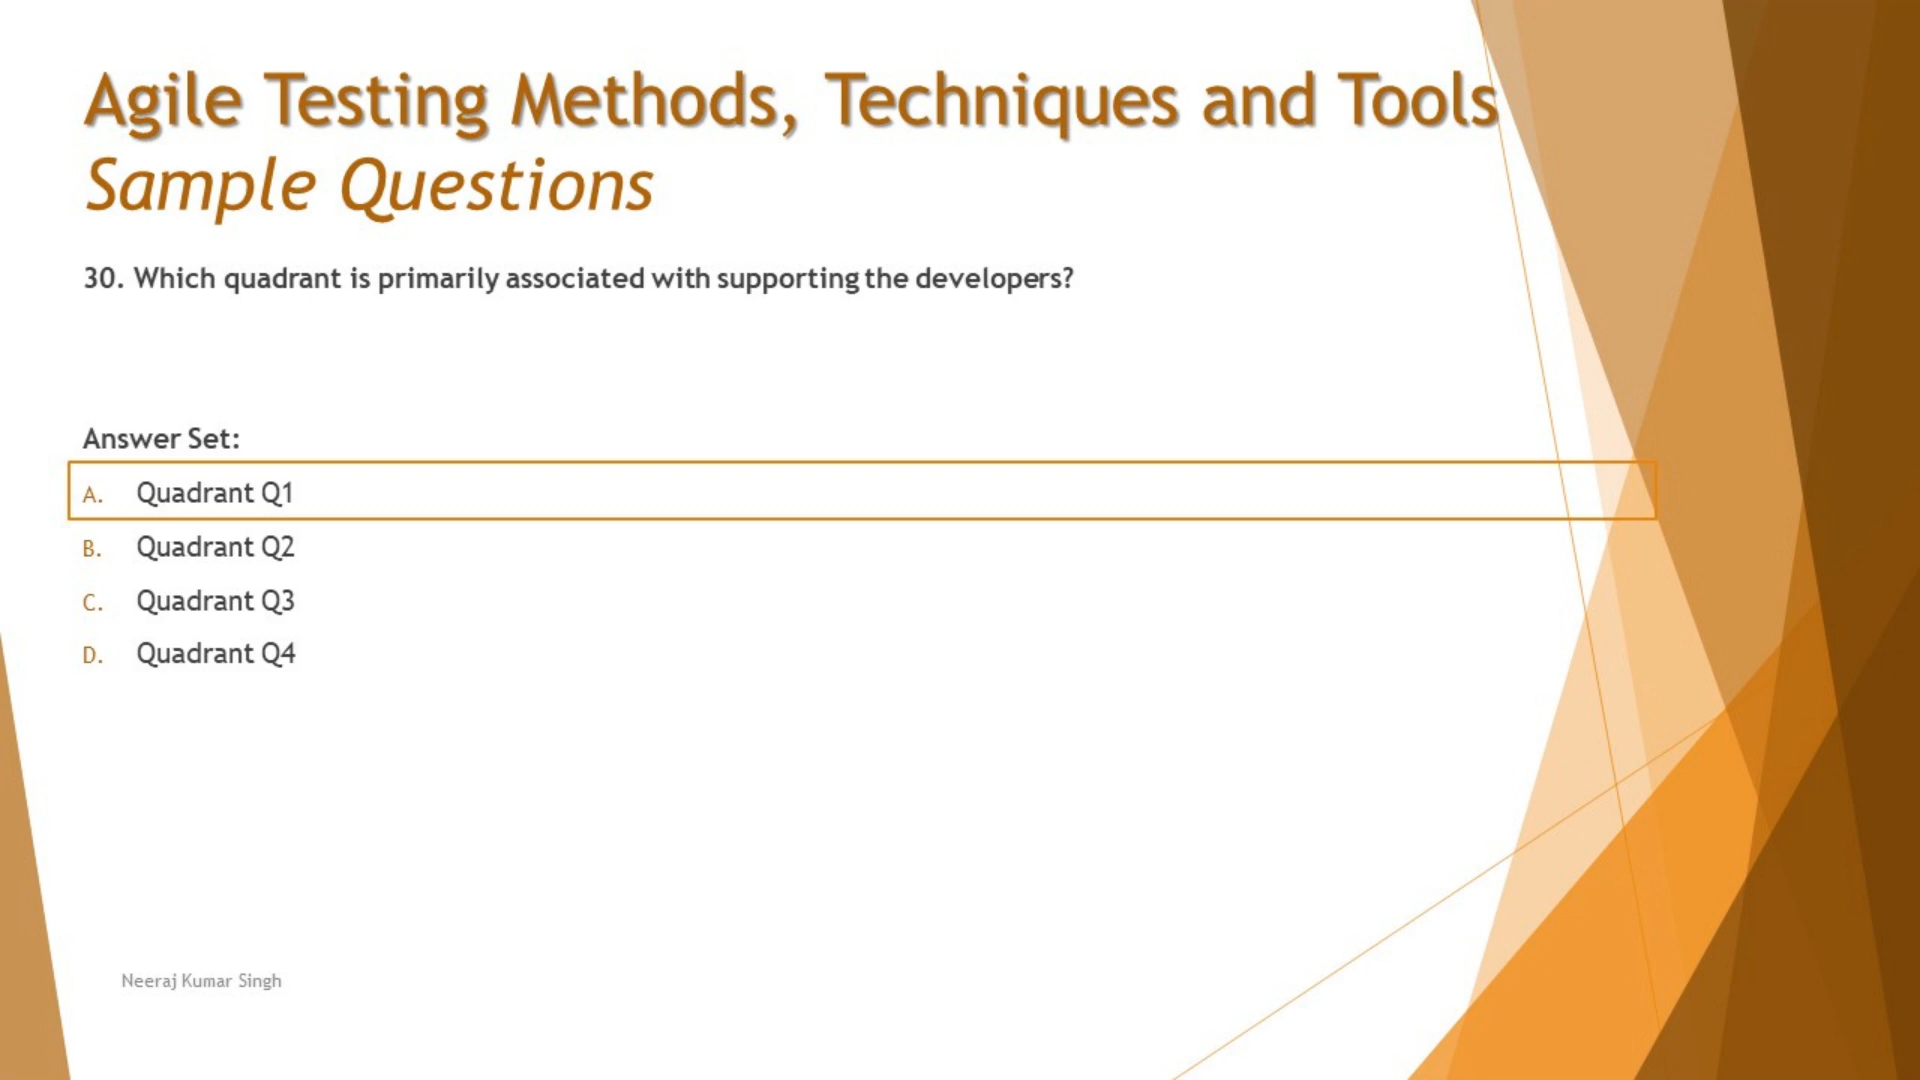 Agile Testing Methods, Techniques and Tools
Sample Questions
30. Which quadrant is primarily associated with supporting the developers?
Answer Set:
A. Quadrant Q1
B. Quadrant Q2
C. Quadrant Q3
D. Quadrant Q4
Neeraj Kumar Singh